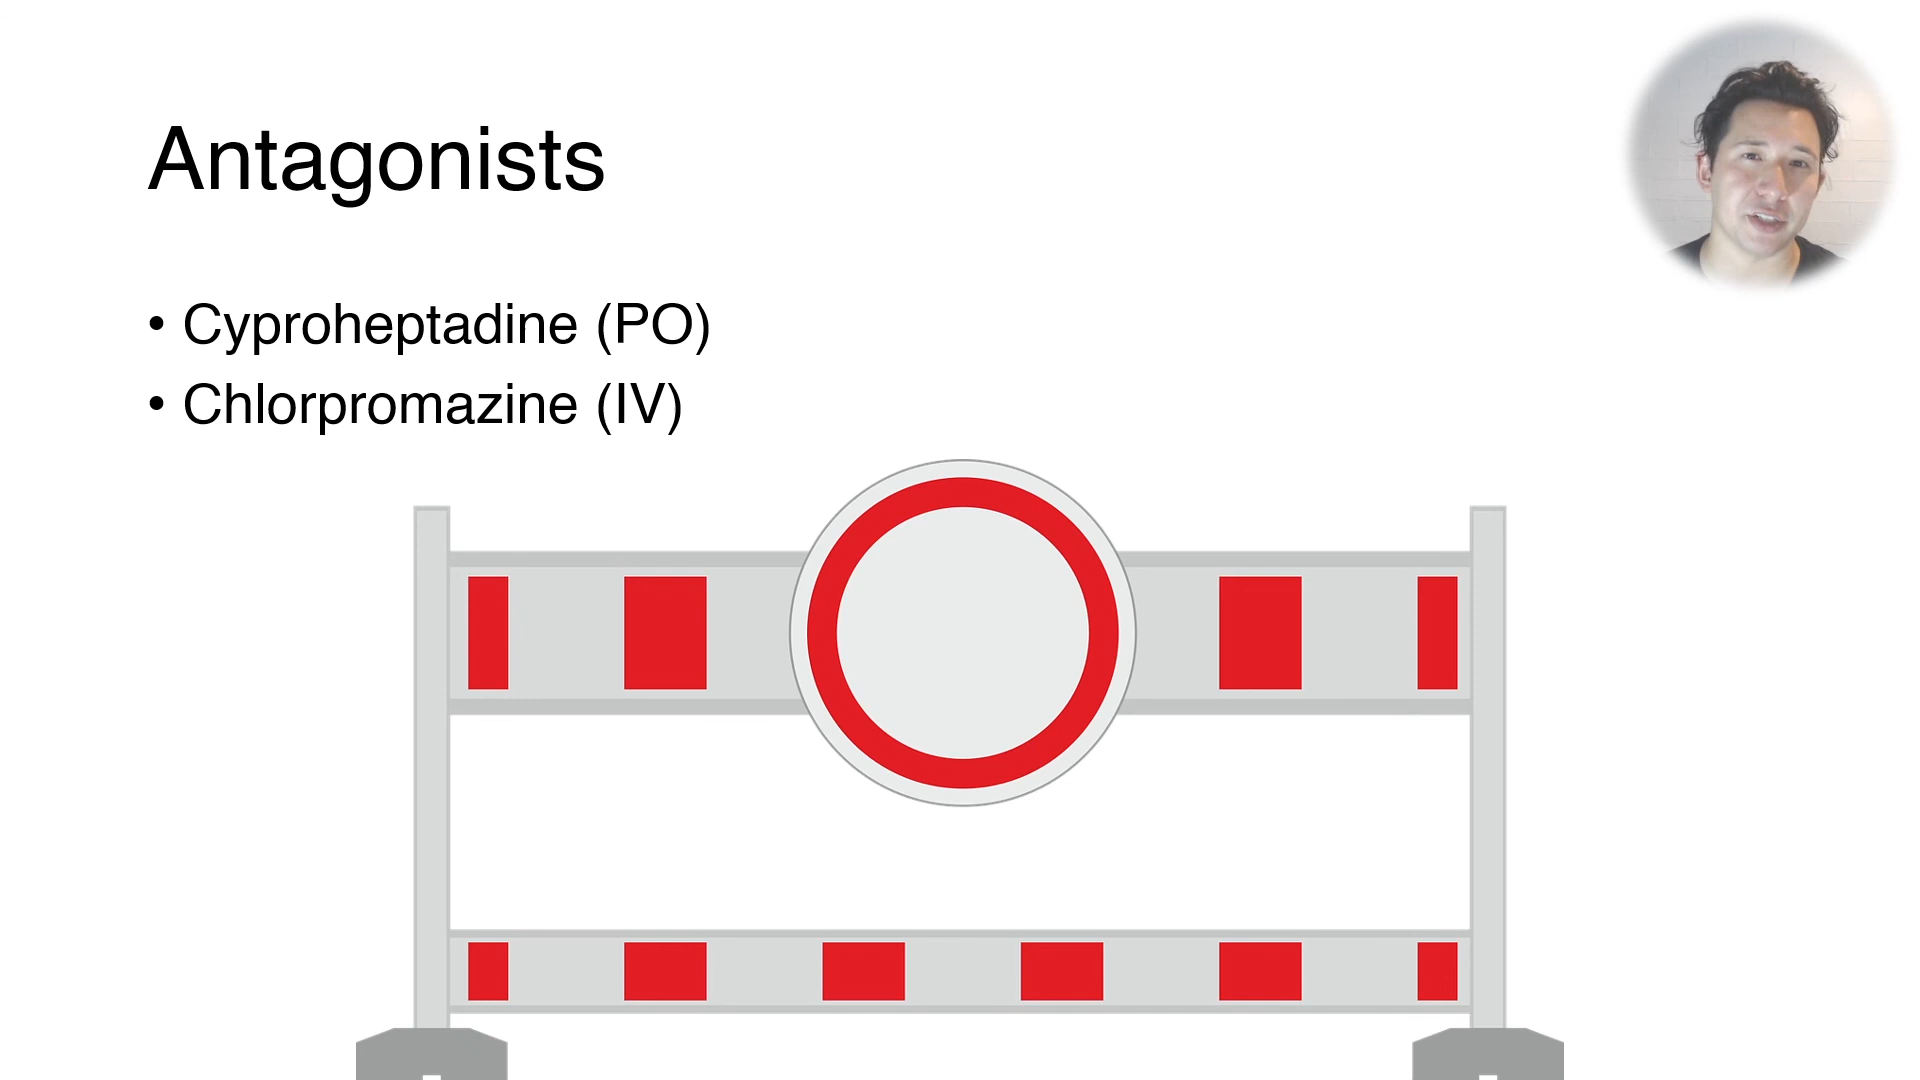 Antagonists
• Cyproheptadine (PO)
• Chlorpromazine (IV)